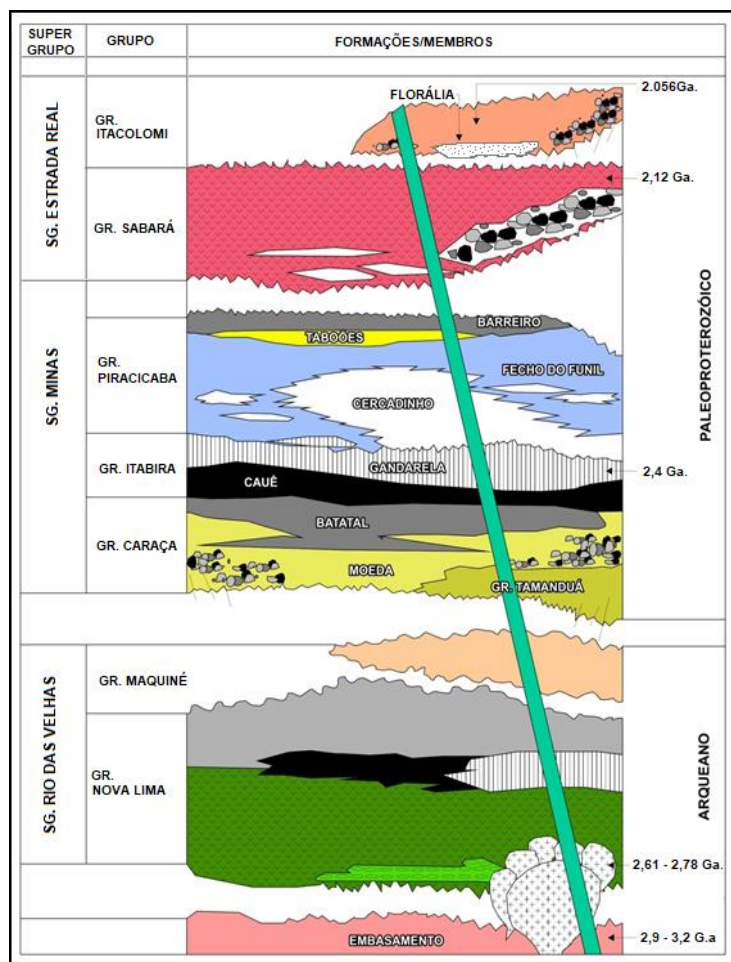 SUPER
GRUPO
GRUPO
FORMAÇÕES/MEMBROS
SG. ESTRADA REAL
GR.
ITACOLOMI
FLORÁLIA
2.056Ga.
2,12 Ga.
GR. SABARÁ
SG. MINAS
GR.
PIRACICABA
BARREIRO
TABOÕES
FECHO DO FUNIL
CERCADINHO
PALEOPROTEROZÓICO
GR. ITABIRA
GANDARELA
2,4 Ga.
CAUÊ
GR. CARAÇA
BATATAL
MOEDA
GR. TAMANDUÁ
SG. RIO DAS VELHAS
GR. MAQUINÉ
GR.
NOVA LIMA
ARQUEANO
2,61 - 2,78 Ga.
EMBASAMENTO
2,9 - 3,2 G.a